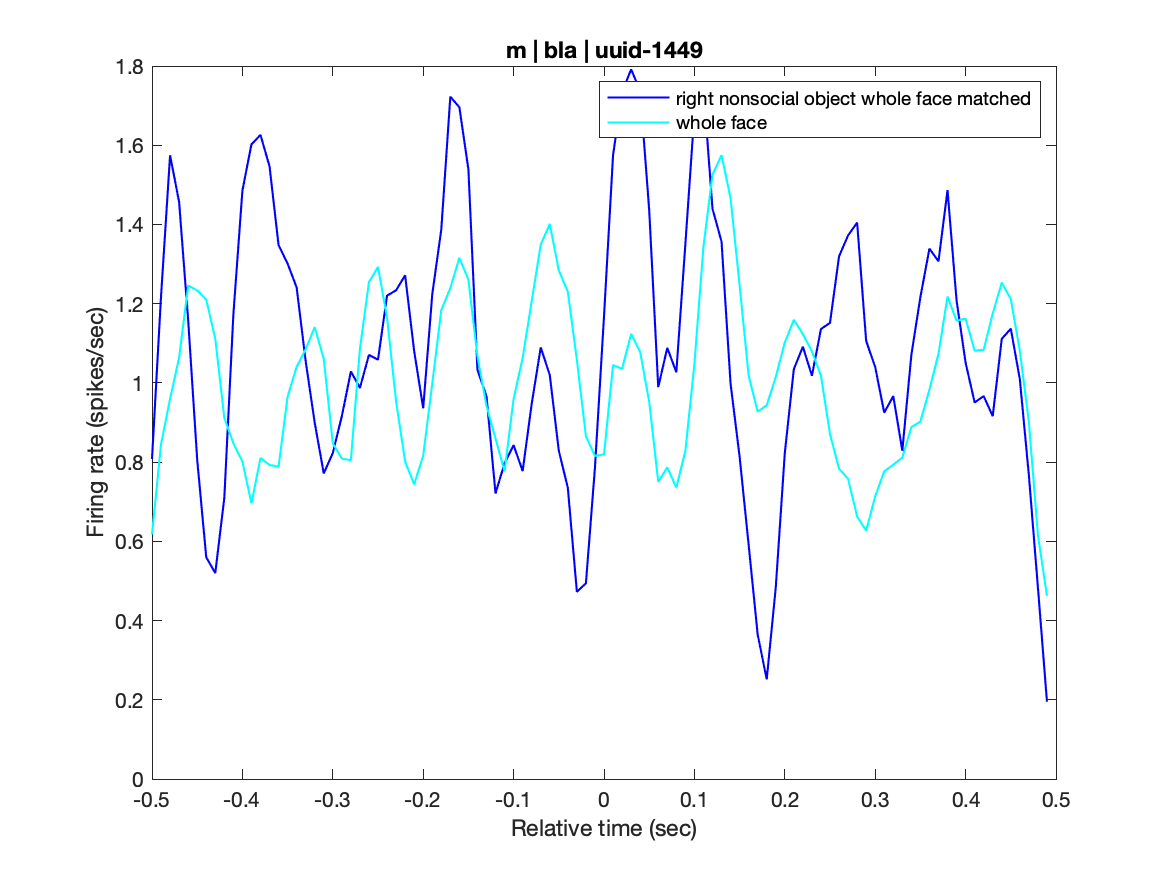 m | bla | uuid-1449
right nonsocial object whole face matched
whole face
Firing rate (spikes/sec)
1.8
1.6
1.4
1.2
1
0.8
0.6
0.4
0.2
0
-0.5 -0.4 -0.3 -0.2 -0.1 0 0.1 0.2 0.3 0.4 0.5
Relative time (sec)